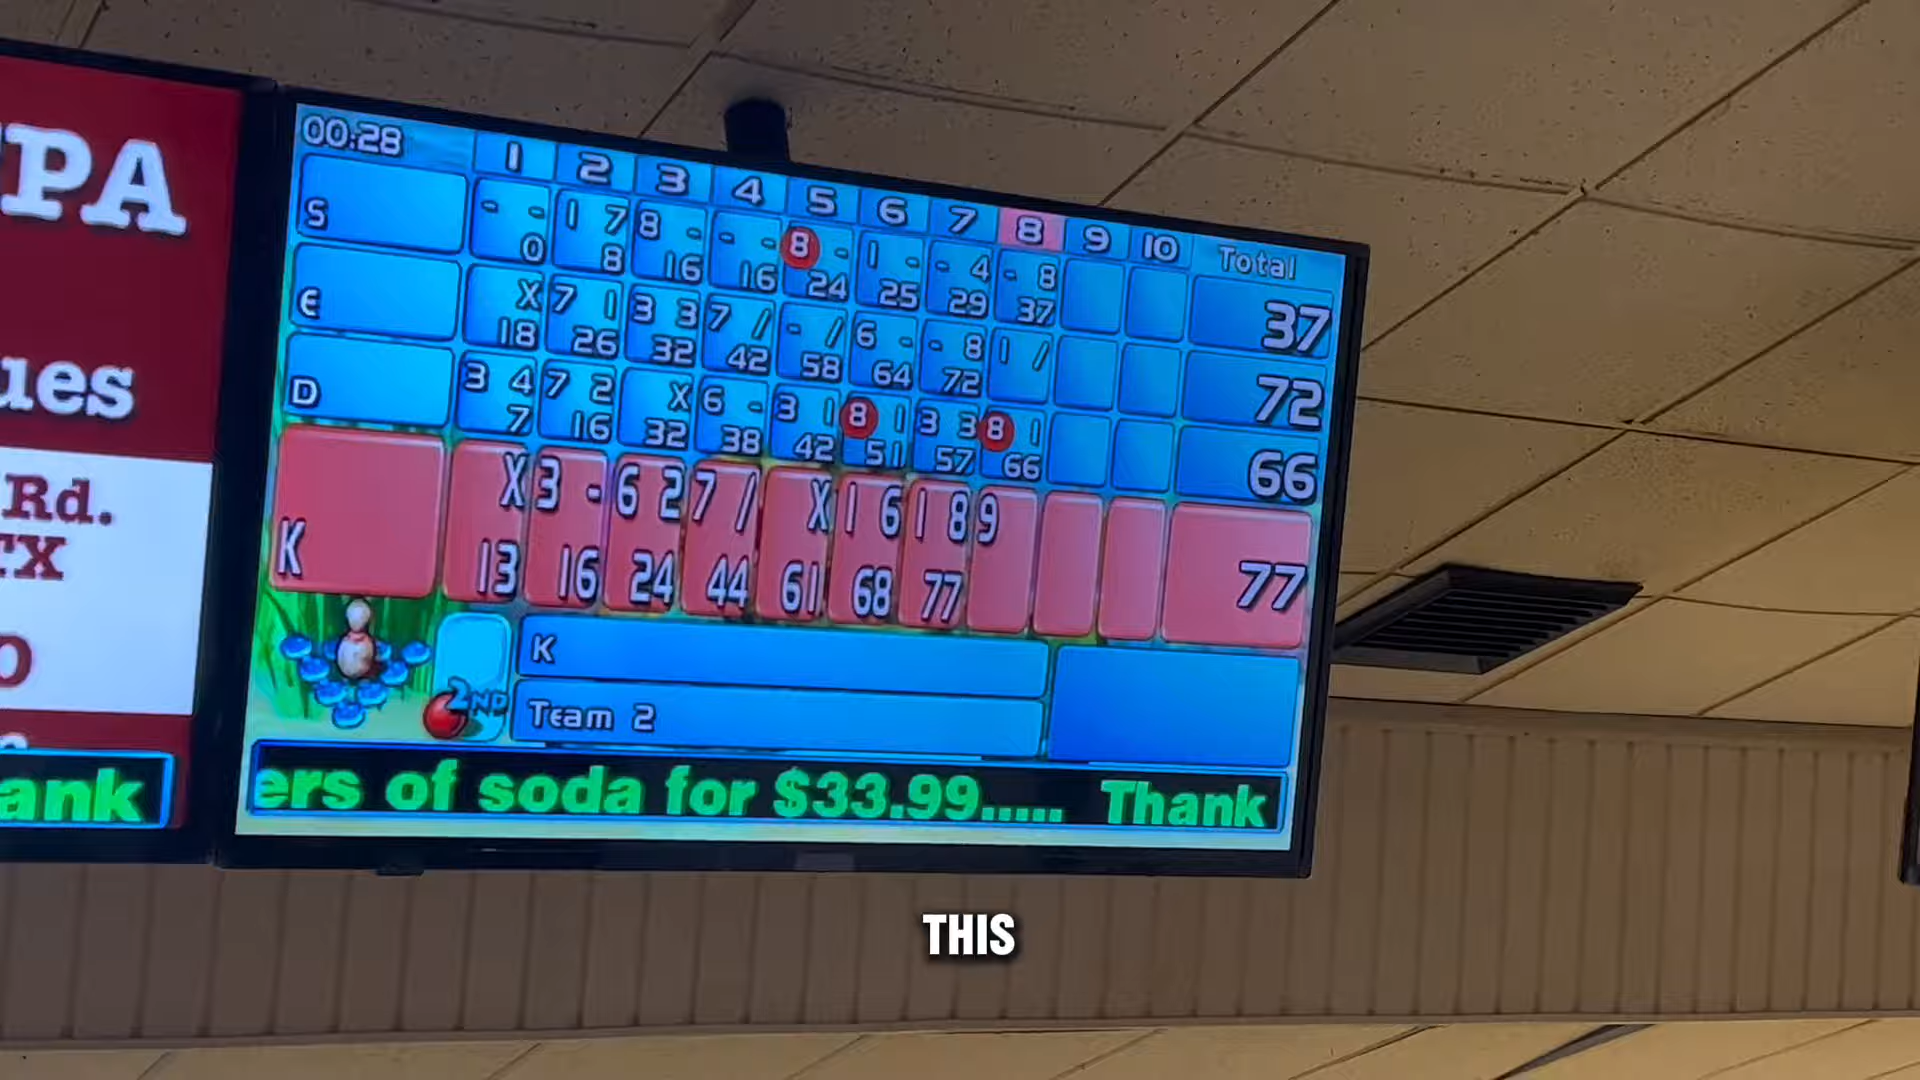 PA
ues
Rd.
TX
ank
00:28 1 2 3 4 5 6 7 8 9 10 Total
S - - 1 7 8 - - - 8 - 1 - - 4 - 8
0 8 16 16 24 25 29 37 37
E X 7 1 3 3 7 / - / 6 - - 8 1 /
18 26 32 42 58 64 72 72
D 3 4 7 2 X 6 - 3 1 8 1 3 3 8 1
7 16 32 38 42 51 57 66 66
K X 3 - 6 2 7 / X 1 6 1 8 9
13 16 24 44 61 68 77 77
2ND
K
Team 2
ers of soda for $33.99..... Thank
THIS